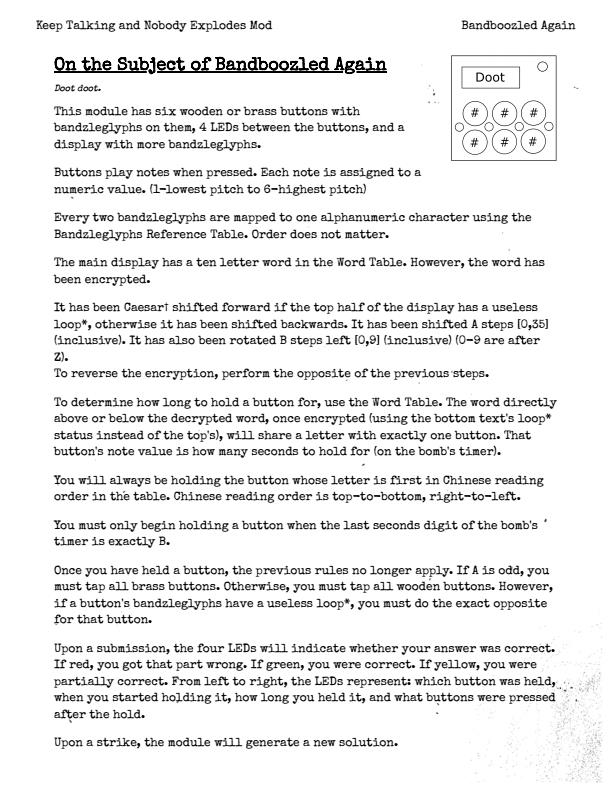 Keep Talking and Nobody Explodes Mod Bandboozled Again
On the Subject of Bandboozled Again
Doot doot.
Doot
# # #
# # #
This module has six wooden or brass buttons with
bandzleglyphs on them, 4 LEDs between the buttons, and a
display with more bandzleglyphs.
Buttons play notes when pressed. Each note is assigned to a
numeric value. (1-lowest pitch to 6-highest pitch)
Every two bandzleglyphs are mapped to one alphanumeric character using the
Bandzleglyphs Reference Table. Order does not matter.
The main display has a ten letter word in the Word Table. However, the word has
been encrypted.
It has been Caesar† shifted forward if the top half of the display has a useless
loop*, otherwise it has been shifted backwards. It has been shifted A steps [0,35]
(inclusive). It has also been rotated B steps left [0,9] (inclusive) (0-9 are after
Z).
To reverse the encryption, perform the opposite of the previous steps.
To determine how long to hold a button for, use the Word Table. The word directly
above or below the decrypted word, once encrypted (using the bottom text's loop*
status instead of the top's), will share a letter with exactly one button. That
button's note value is how many seconds to hold for (on the bomb's timer).
You will always be holding the button whose letter is first in Chinese reading
order in the table. Chinese reading order is top-to-bottom, right-to-left.
You must only begin holding a button when the last seconds digit of the bomb's
timer is exactly B.
Once you have held a button, the previous rules no longer apply. If A is odd, you
must tap all brass buttons. Otherwise, you must tap all wooden buttons. However,
if a button's bandzleglyphs have a useless loop*, you must do the exact opposite
for that button.
Upon a submission, the four LEDs will indicate whether your answer was correct.
If red, you got that part wrong. If green, you were correct. If yellow, you were
partially correct. From left to right, the LEDs represent: which button was held,
when you started holding it, how long you held it, and what buttons were pressed
after the hold.
Upon a strike, the module will generate a new solution.